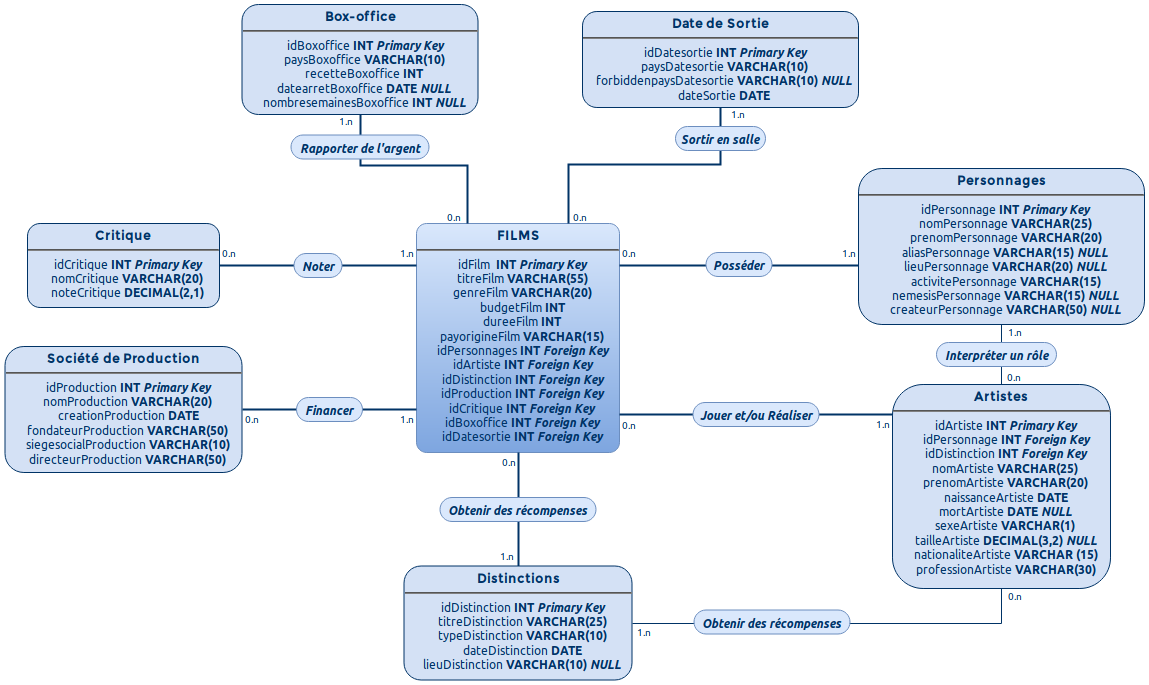 Box-office
idBoxoffice INT Primary Key
paysBoxoffice VARCHAR(10)
recetteBoxoffice INT
datearretBoxoffice DATE NULL
nombresemainesBoxoffice INT NULL
1.n
Rapporter de l'argent
0.n
Date de Sortie
idDatesortie INT Primary Key
paysDatesortie VARCHAR(10)
forbiddenpaysDatesortie VARCHAR(10) NULL
dateSortie DATE
1.n
Sortir en salle
0.n
Critique
idCritique INT Primary Key
nomCritique VARCHAR(20)
noteCritique DECIMAL(2,1)
0.n
Noter
1.n
FILMS
idFilm INT Primary Key
titreFilm VARCHAR(55)
genreFilm VARCHAR(20)
budgetFilm INT
dureeFilm INT
payorigineFilm VARCHAR(15)
idPersonnages INT Foreign Key
idArtiste INT Foreign Key
idDistinction INT Foreign Key
idProduction INT Foreign Key
idCritique INT Foreign Key
idBoxoffice INT Foreign Key
idDatesortie INT Foreign Key
0.n
Posséder
1.n
Personnages
idPersonnage INT Primary Key
nomPersonnage VARCHAR(25)
prenomPersonnage VARCHAR(20)
aliasPersonnage VARCHAR(15) NULL
lieuPersonnage VARCHAR(20) NULL
activitePersonnage VARCHAR(15)
nemesisPersonnage VARCHAR(15) NULL
createurPersonnage VARCHAR(50) NULL
1.n
Interpréter un rôle
0.n
Société de Production
idProduction INT Primary Key
nomProduction VARCHAR(20)
creationProduction DATE
fondateurProduction VARCHAR(50)
siegesocialProduction VARCHAR(10)
directeurProduction VARCHAR(50)
0.n
Financer
1.n
0.n
Jouer et/ou Réaliser
1.n
Artistes
idArtiste INT Primary Key
idPersonnage INT Foreign Key
idDistinction INT Foreign Key
nomArtiste VARCHAR(25)
prenomArtiste VARCHAR(20)
naissanceArtiste DATE
mortArtiste DATE NULL
sexeArtiste VARCHAR(1)
tailleArtiste DECIMAL(3,2) NULL
nationaliteArtiste VARCHAR (15)
professionArtiste VARCHAR(30)
0.n
0.n
Obtenir des récompenses
1.n
Distinctions
idDistinction INT Primary Key
titreDistinction VARCHAR(25)
typeDistinction VARCHAR(10)
dateDistinction DATE
lieuDistinction VARCHAR(10) NULL
1.n
Obtenir des récompenses